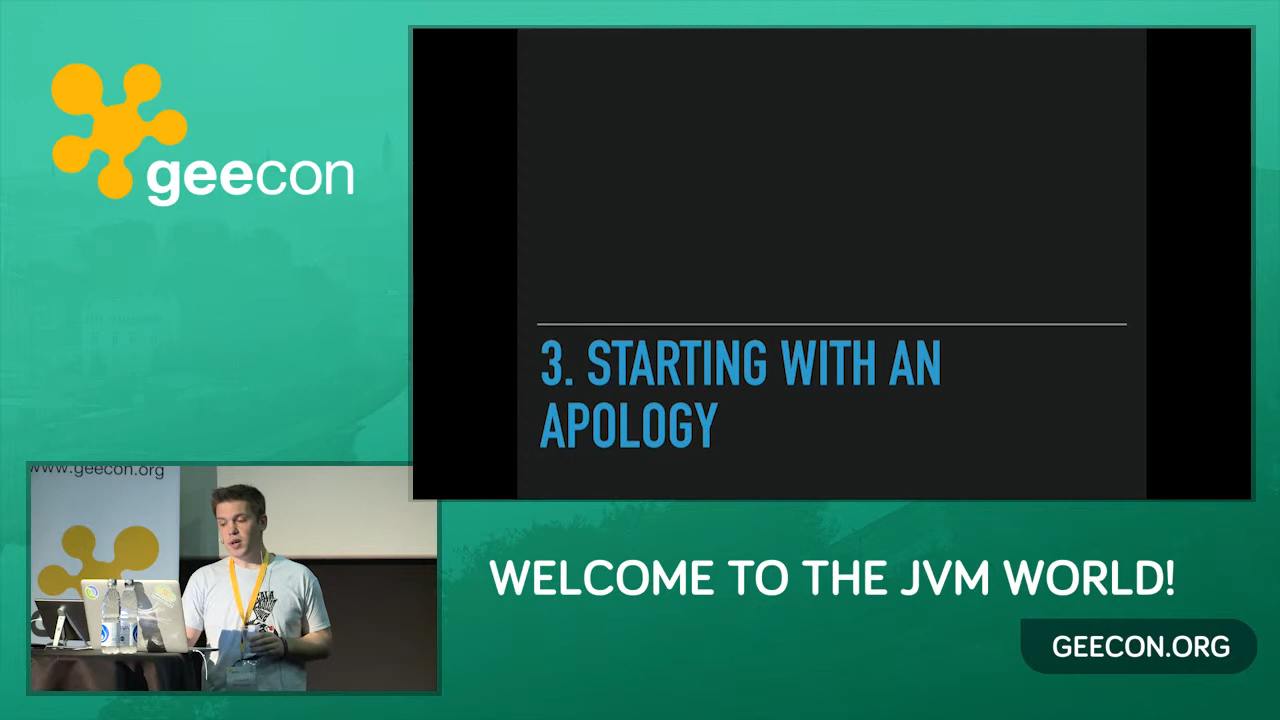 geecon
3. STARTING WITH AN
APOLOGY
www.geecon.org
WELCOME TO THE JVM WORLD!
GEECON.ORG